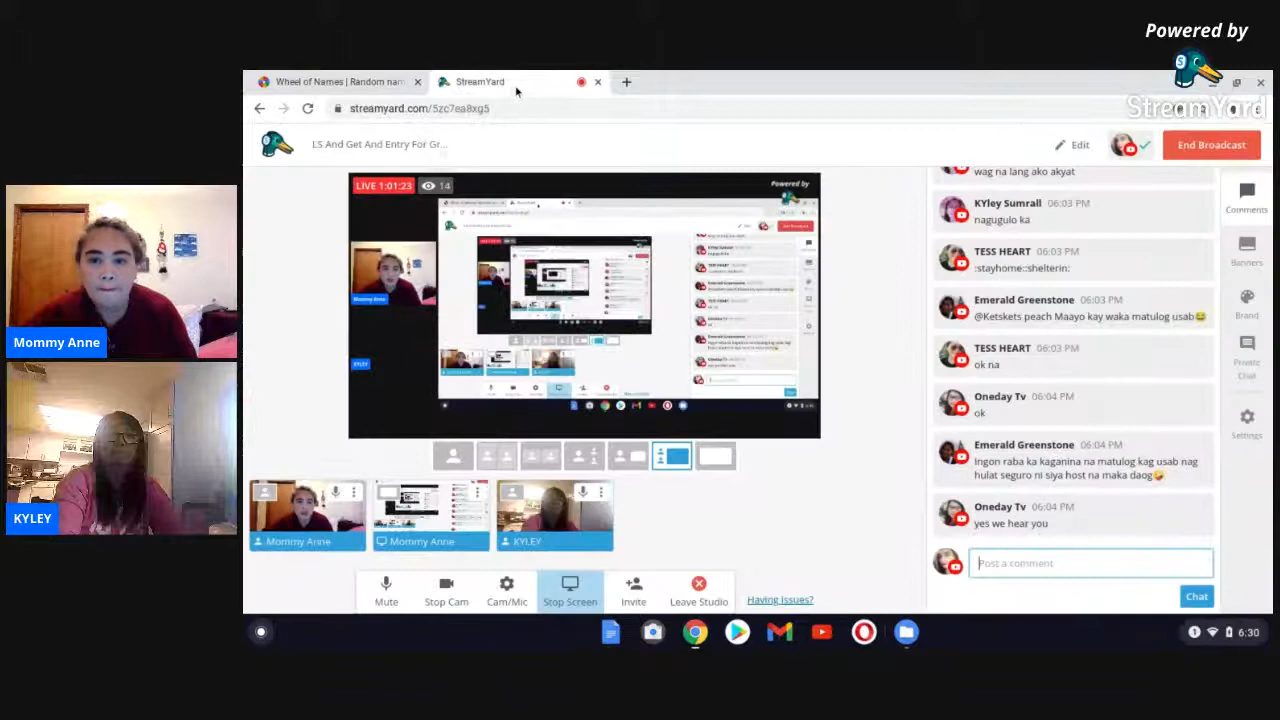 Powered by
StreamYard
Wheel of Names | Random nam
StreamYard
streamyard.com/5zc7ea8xg5
LS And Get And Entry For Gr...
Edit
End Broadcast
LIVE 1:01:23
14
Powered by
Mommy Anne
KYLEY
Mommy Anne
KYLEY
Mommy Anne
Mommy Anne
KYLEY
Mute
Stop Cam
Cam/Mic
Stop Screen
Invite
Leave Studio
Having Issues?
wag na lang ako akyat
KYley Sumrall 06:03 PM
nagugulo ka
TESS HEART 06:03 PM
:stayhome::shelterin:
Emerald Greenstone 06:03 PM
@Ketskets peach Maayo kay waka matulog usab😂
TESS HEART 06:03 PM
ok na
Oneday Tv 06:04 PM
ok
Emerald Greenstone 06:04 PM
Ingon raba ka kaganina na matulog kag usab nag
hulat seguro ni siya host na maka daog🤪
Oneday Tv 06:04 PM
yes we hear you
Post a comment
Chat
Comments
Banners
Brand
Private
Chat
Settings
1
6:30